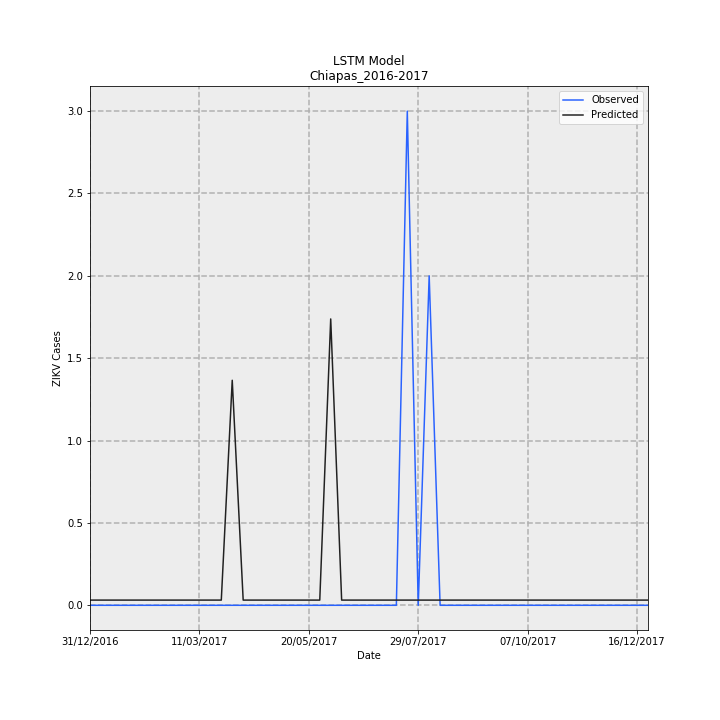 LSTM Model
Chiapas_2016-2017
Observed
Predicted
3.0
2.5
2.0
1.5
1.0
0.5
0.0
ZIKV Cases
31/12/2016
11/03/2017
20/05/2017
29/07/2017
07/10/2017
16/12/2017
Date